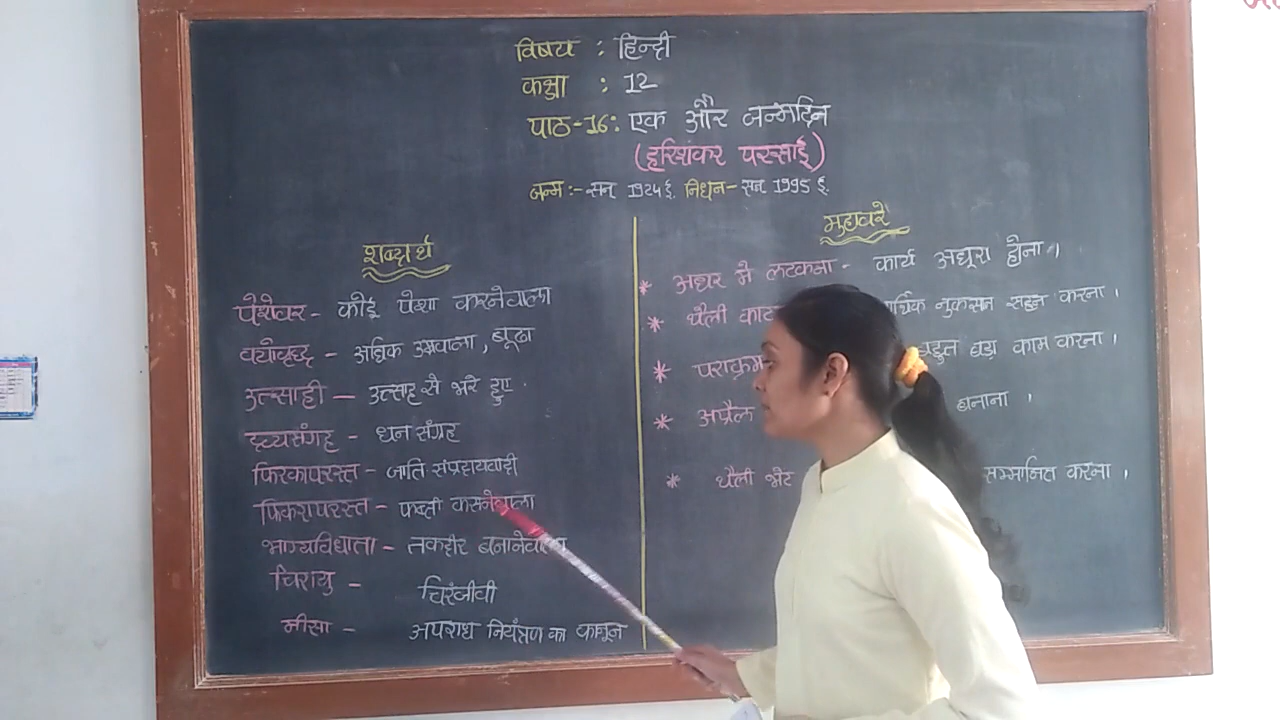 विषय : हिन्दी
कक्षा : 12
पाठ-16: एक और जन्मदिन
(हरिशंकर परसाई)
जन्म :- सन् 1924 ई. निधन - सन् 1995 ई.
शब्दार्थ
पेशेवर - कोई पेशा करनेवाला
वयोवृध्द - अधिक उम्रवाला, बूढा
उत्साही - उत्साह से भरे हुए
द्रव्यसंग्रह - धन संग्रह
फिरकापरस्त - जाति संप्रदायवादी
फिकरापरस्त - फब्ती कसनेवाला
भाग्यविधाता - तकदीर बनानेवाला
चिरायु - चिरंजीवी
मीसा - अपराध नियंत्रण का कानून
मुहावरे
* अधर में लटकना - कार्य अधूरा होना ।
* थैली काट नुकसान सहन करना ।
* पराक्रम बहुत बड़ा काम करना ।
* अप्रैल बनाना ।
* थैली भेंट सम्मानित करना ।